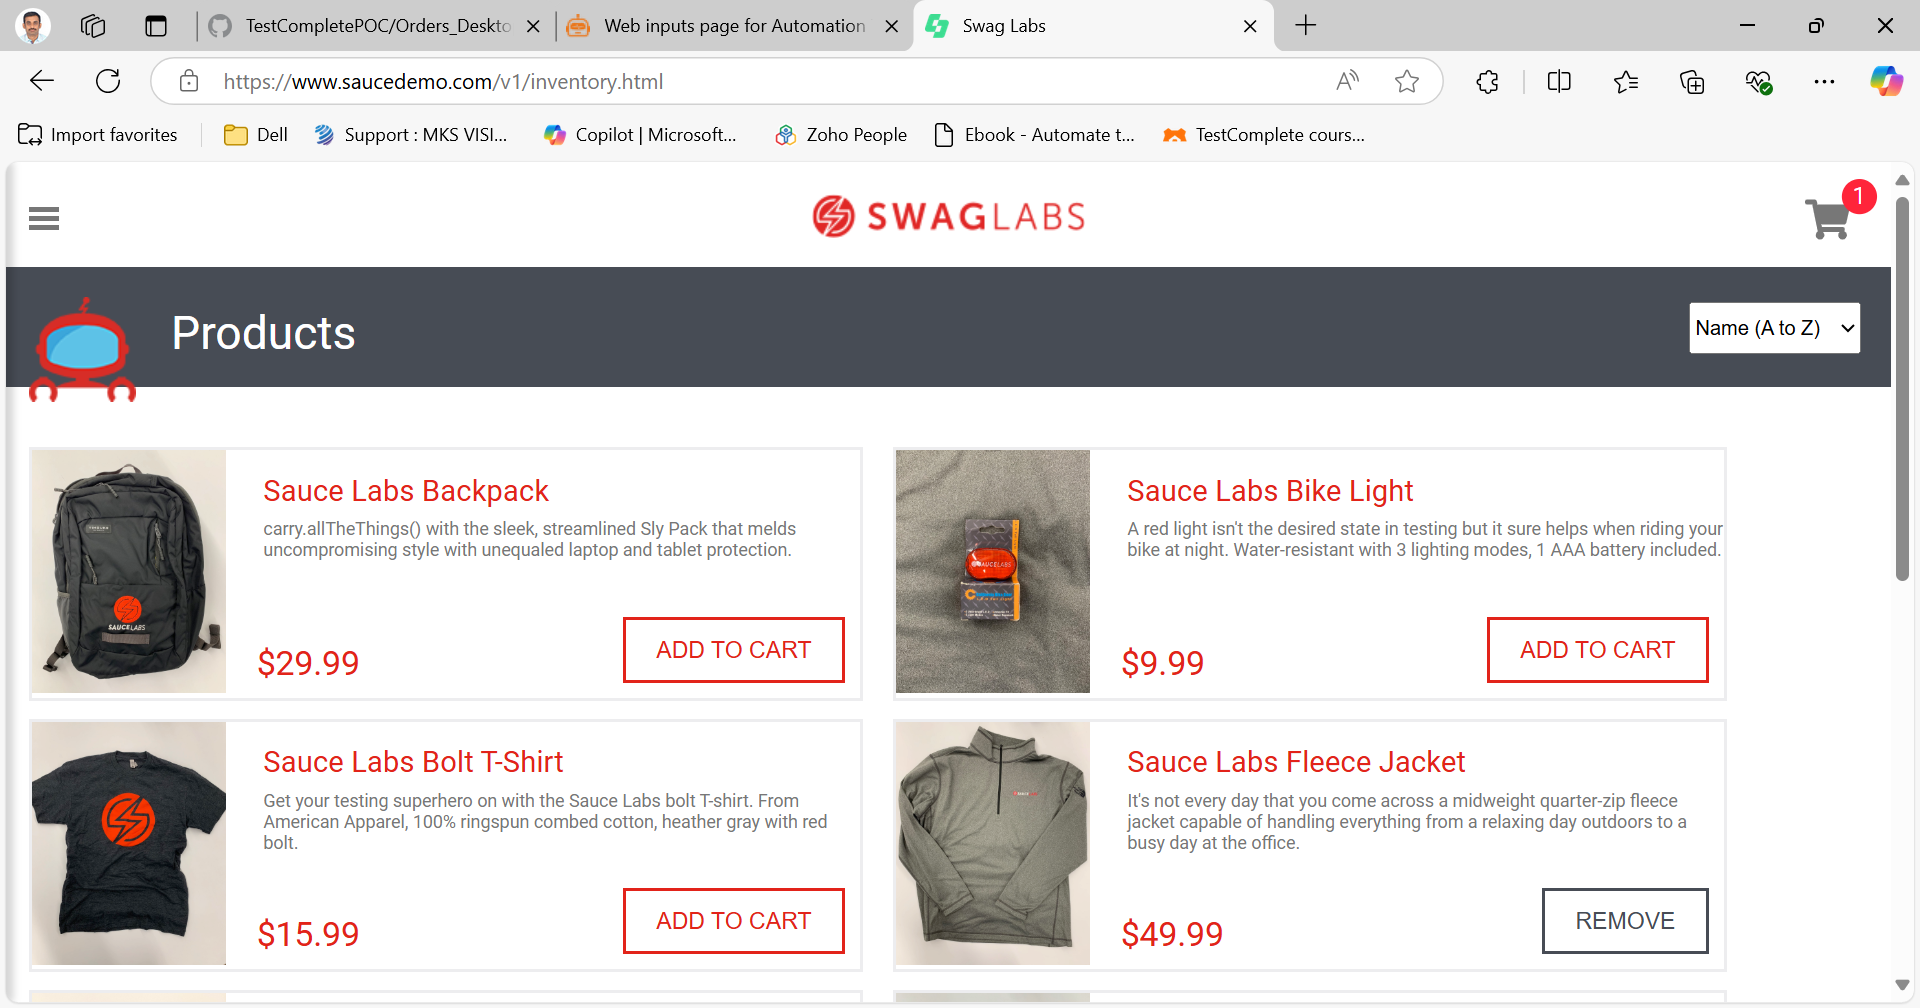 TestCompletePOC/Orders_Deskto
Web inputs page for Automation
Swag Labs
https://www.saucedemo.com/v1/inventory.html
Import favorites
Dell
Support : MKS VISI...
Copilot | Microsoft...
Zoho People
Ebook - Automate t...
TestComplete cours...
SWAGLABS
1
Products
Name (A to Z)
Sauce Labs Backpack
carry.allTheThings() with the sleek, streamlined Sly Pack that melds
uncompromising style with unequaled laptop and tablet protection.
$29.99
ADD TO CART
SAUCELABS
Sauce Labs Bike Light
A red light isn't the desired state in testing but it sure helps when riding your
bike at night. Water-resistant with 3 lighting modes, 1 AAA battery included.
$9.99
ADD TO CART
SAUCELABS
Sauce Labs Bolt T-Shirt
Get your testing superhero on with the Sauce Labs bolt T-shirt. From
American Apparel, 100% ringspun combed cotton, heather gray with red
bolt.
$15.99
ADD TO CART
Sauce Labs Fleece Jacket
It's not every day that you come across a midweight quarter-zip fleece
jacket capable of handling everything from a relaxing day outdoors to a
busy day at the office.
$49.99
REMOVE